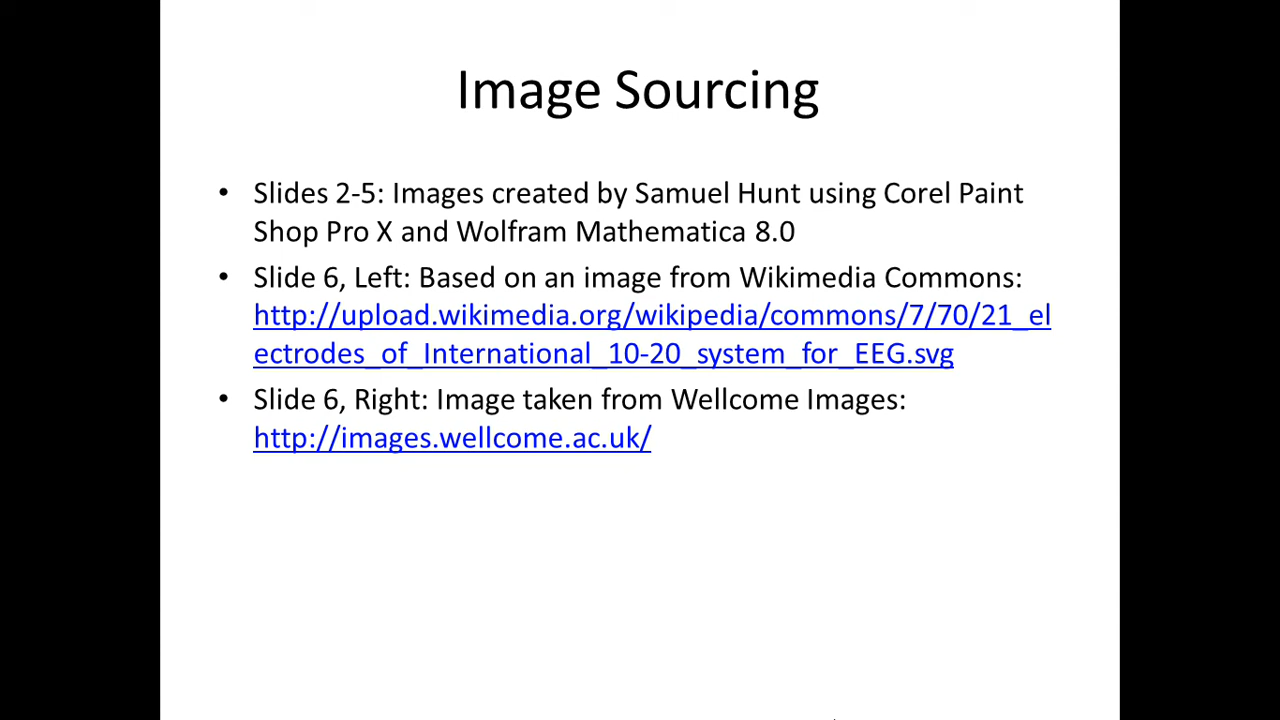 Image Sourcing
• Slides 2-5: Images created by Samuel Hunt using Corel Paint
Shop Pro X and Wolfram Mathematica 8.0
• Slide 6, Left: Based on an image from Wikimedia Commons:
http://upload.wikimedia.org/wikipedia/commons/7/70/21_el
ectrodes_of_International_10-20_system_for_EEG.svg
• Slide 6, Right: Image taken from Wellcome Images:
http://images.wellcome.ac.uk/